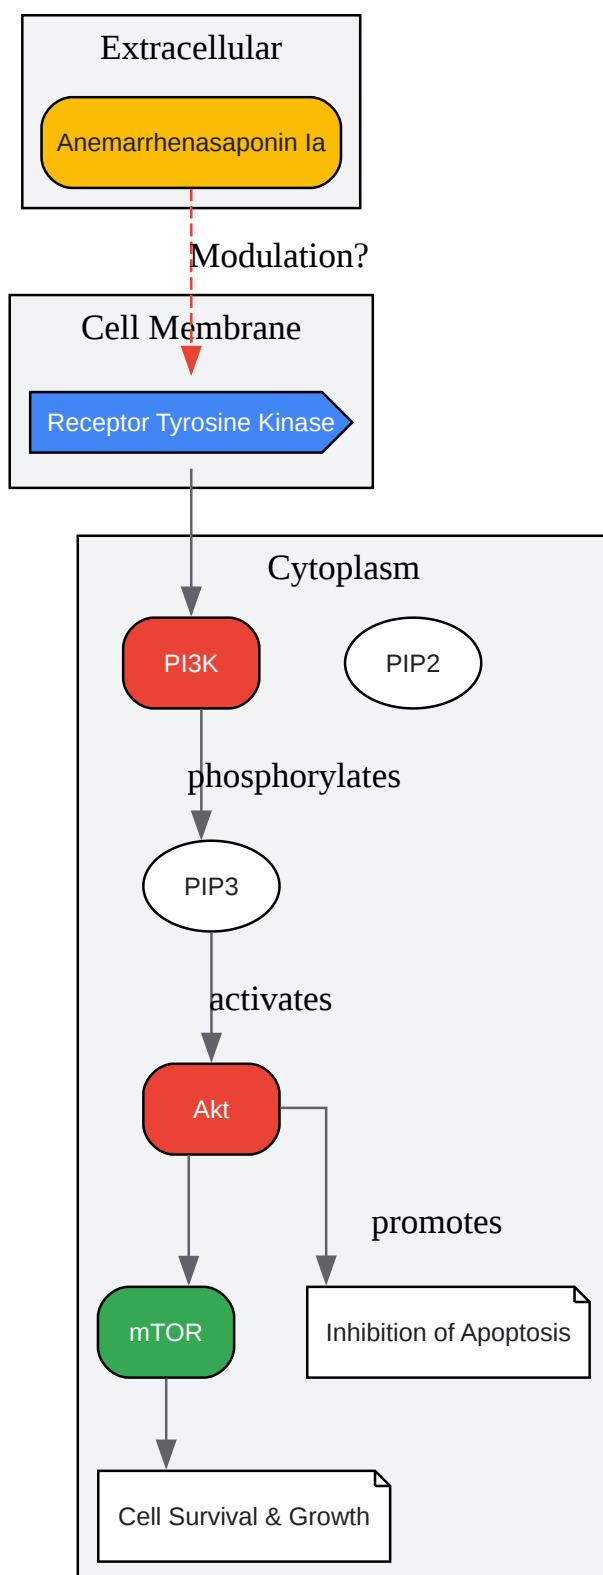 Extracellular
Anemarrhenasaponin Ia
Modulation?
Cell Membrane
Receptor Tyrosine Kinase
Cytoplasm
PI3K
PIP2
phosphorylates
PIP3
activates
Akt
promotes
mTOR
Inhibition of Apoptosis
Cell Survival & Growth